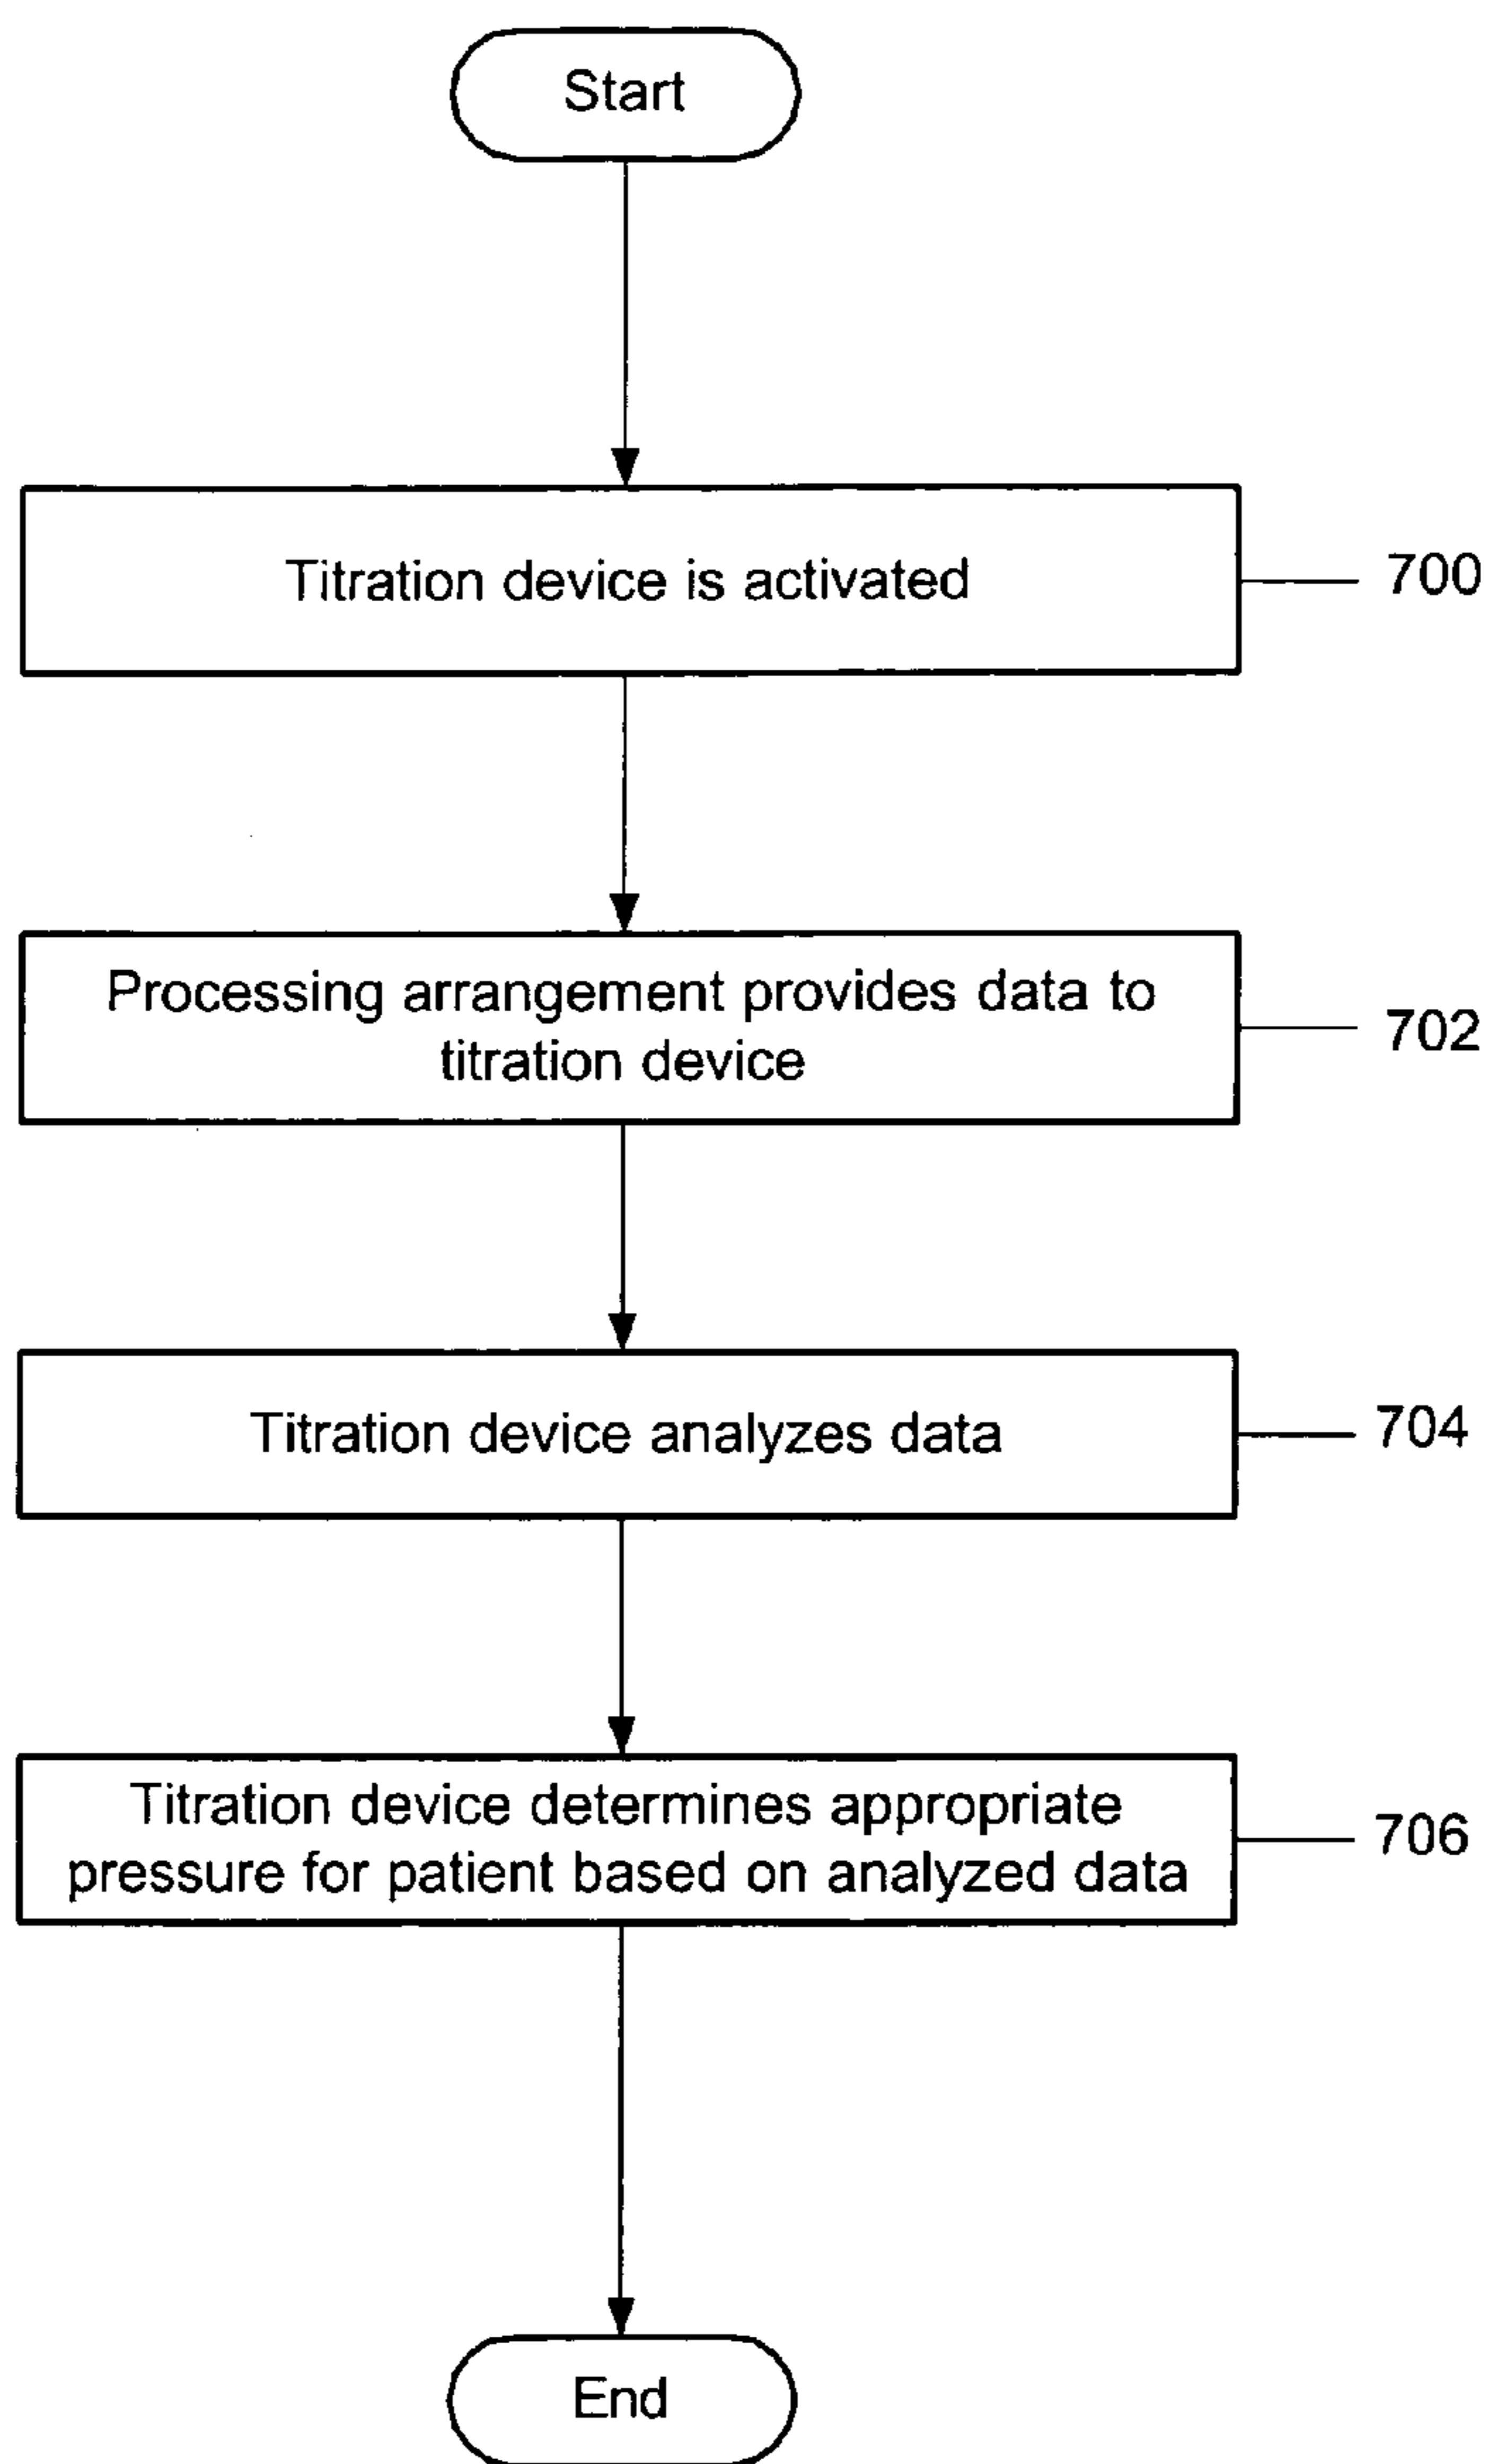 Start
Titration device is activated
700
Processing arrangement provides data to
titration device
702
Titration device analyzes data
704
Titration device determines appropriate
pressure for patient based on analyzed data
706
End